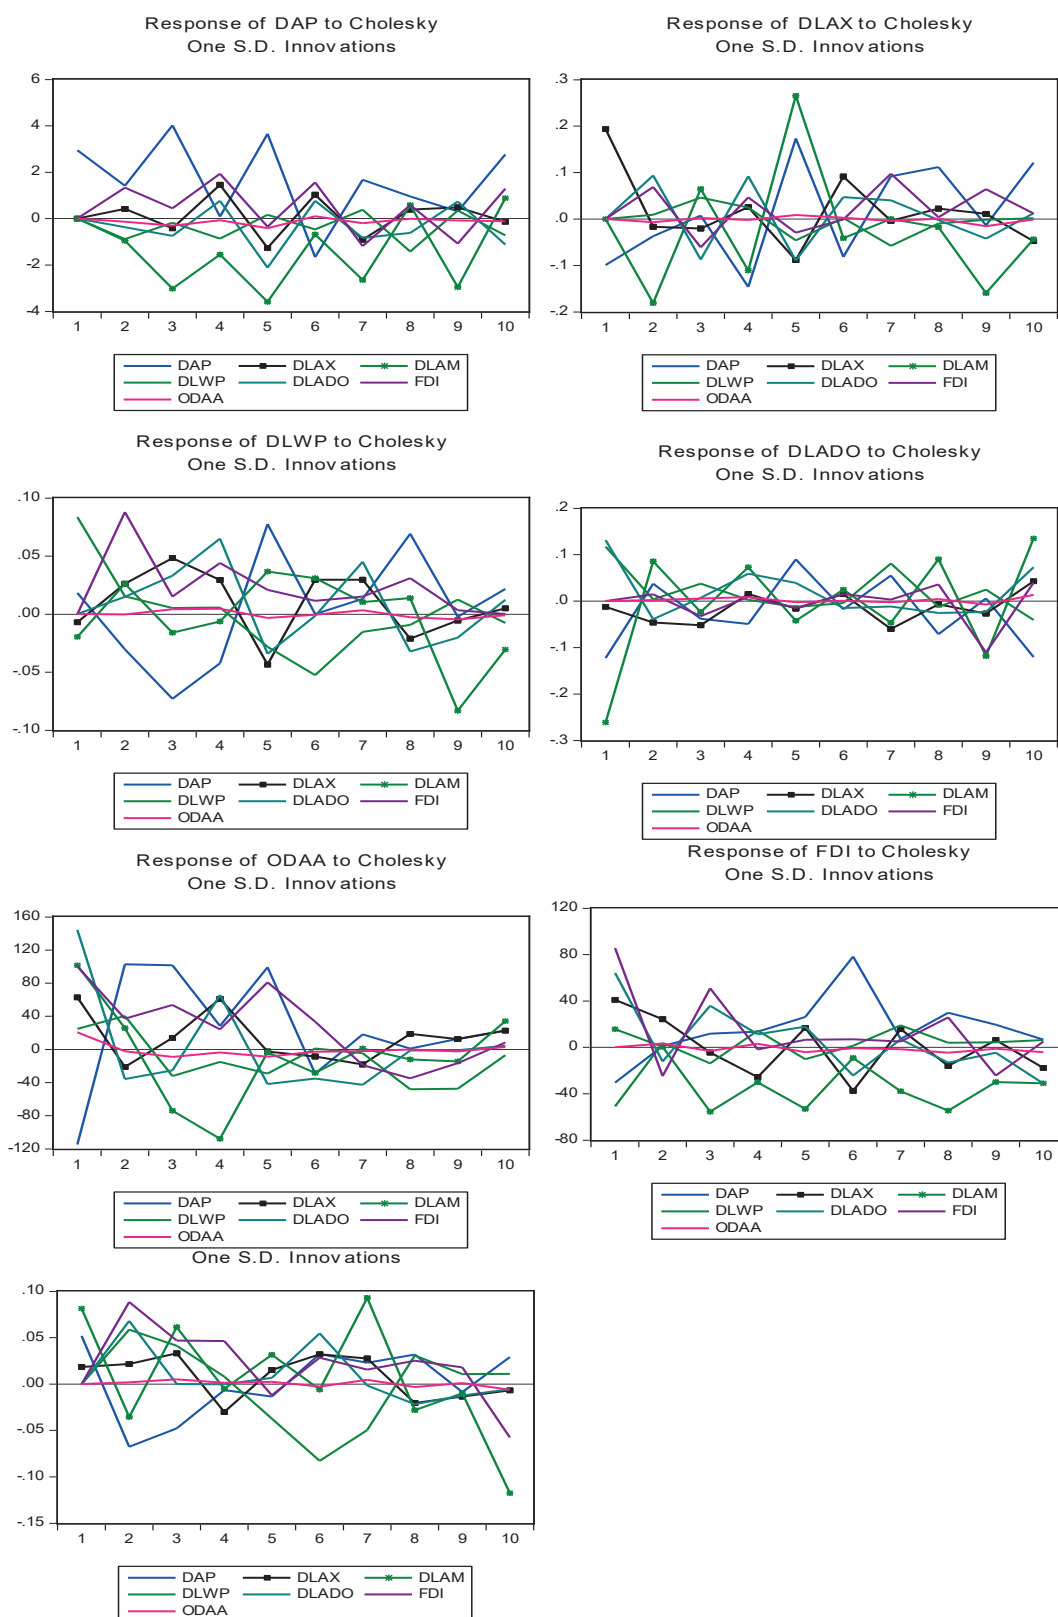 Response of DAP to Cholesky
One S.D. Innovations
6
4
2
0
-2
-4
1 2 3 4 5 6 7 8 9 10
DAP DLAX DLAM
DLWP DLADO FDI
ODAA
Response of DLAX to Cholesky
One S.D. Innovations
.3
.2
.1
.0
-.1
-.2
1 2 3 4 5 6 7 8 9 10
DAP DLAX DLAM
DLWP DLADO FDI
ODAA
Response of DLWP to Cholesky
One S.D. Innovations
.10
.05
.00
-.05
-.10
1 2 3 4 5 6 7 8 9 10
DAP DLAX DLAM
DLWP DLADO FDI
ODAA
Response of DLADO to Cholesky
One S.D. Innovations
.2
.1
.0
-.1
-.2
-.3
1 2 3 4 5 6 7 8 9 10
DAP DLAX DLAM
DLWP DLADO FDI
ODAA
Response of ODAA to Cholesky
One S.D. Innovations
160
120
80
40
0
-40
-80
-120
1 2 3 4 5 6 7 8 9 10
DAP DLAX DLAM
DLWP DLADO FDI
ODAA
Response of FDI to Cholesky
One S.D. Innovations
120
80
40
0
-40
-80
1 2 3 4 5 6 7 8 9 10
DAP DLAX DLAM
DLWP DLADO FDI
ODAA
One S.D. Innovations
.10
.05
.00
-.05
-.10
-.15
1 2 3 4 5 6 7 8 9 10
DAP DLAX DLAM
DLWP DLADO FDI
ODAA